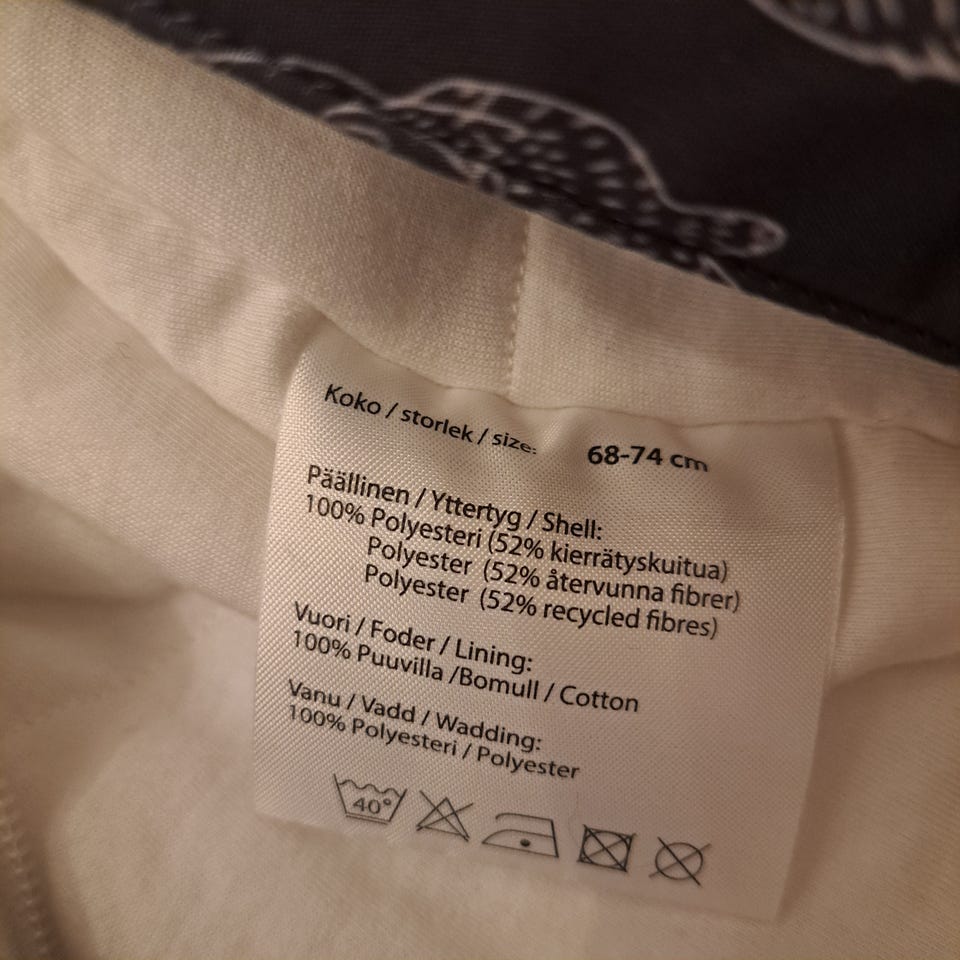 Koko / storlek / size: 68-74 cm
Päällinen / Yttertyg / Shell:
100% Polyesteri (52% kierrätyskuitua)
Polyester (52% återvunna fibrer)
Polyester (52% recycled fibres)
Vuori / Foder / Lining:
100% Puuvilla /Bomull / Cotton
Vanu / Vadd / Wadding:
100% Polyesteri / Polyester
40°